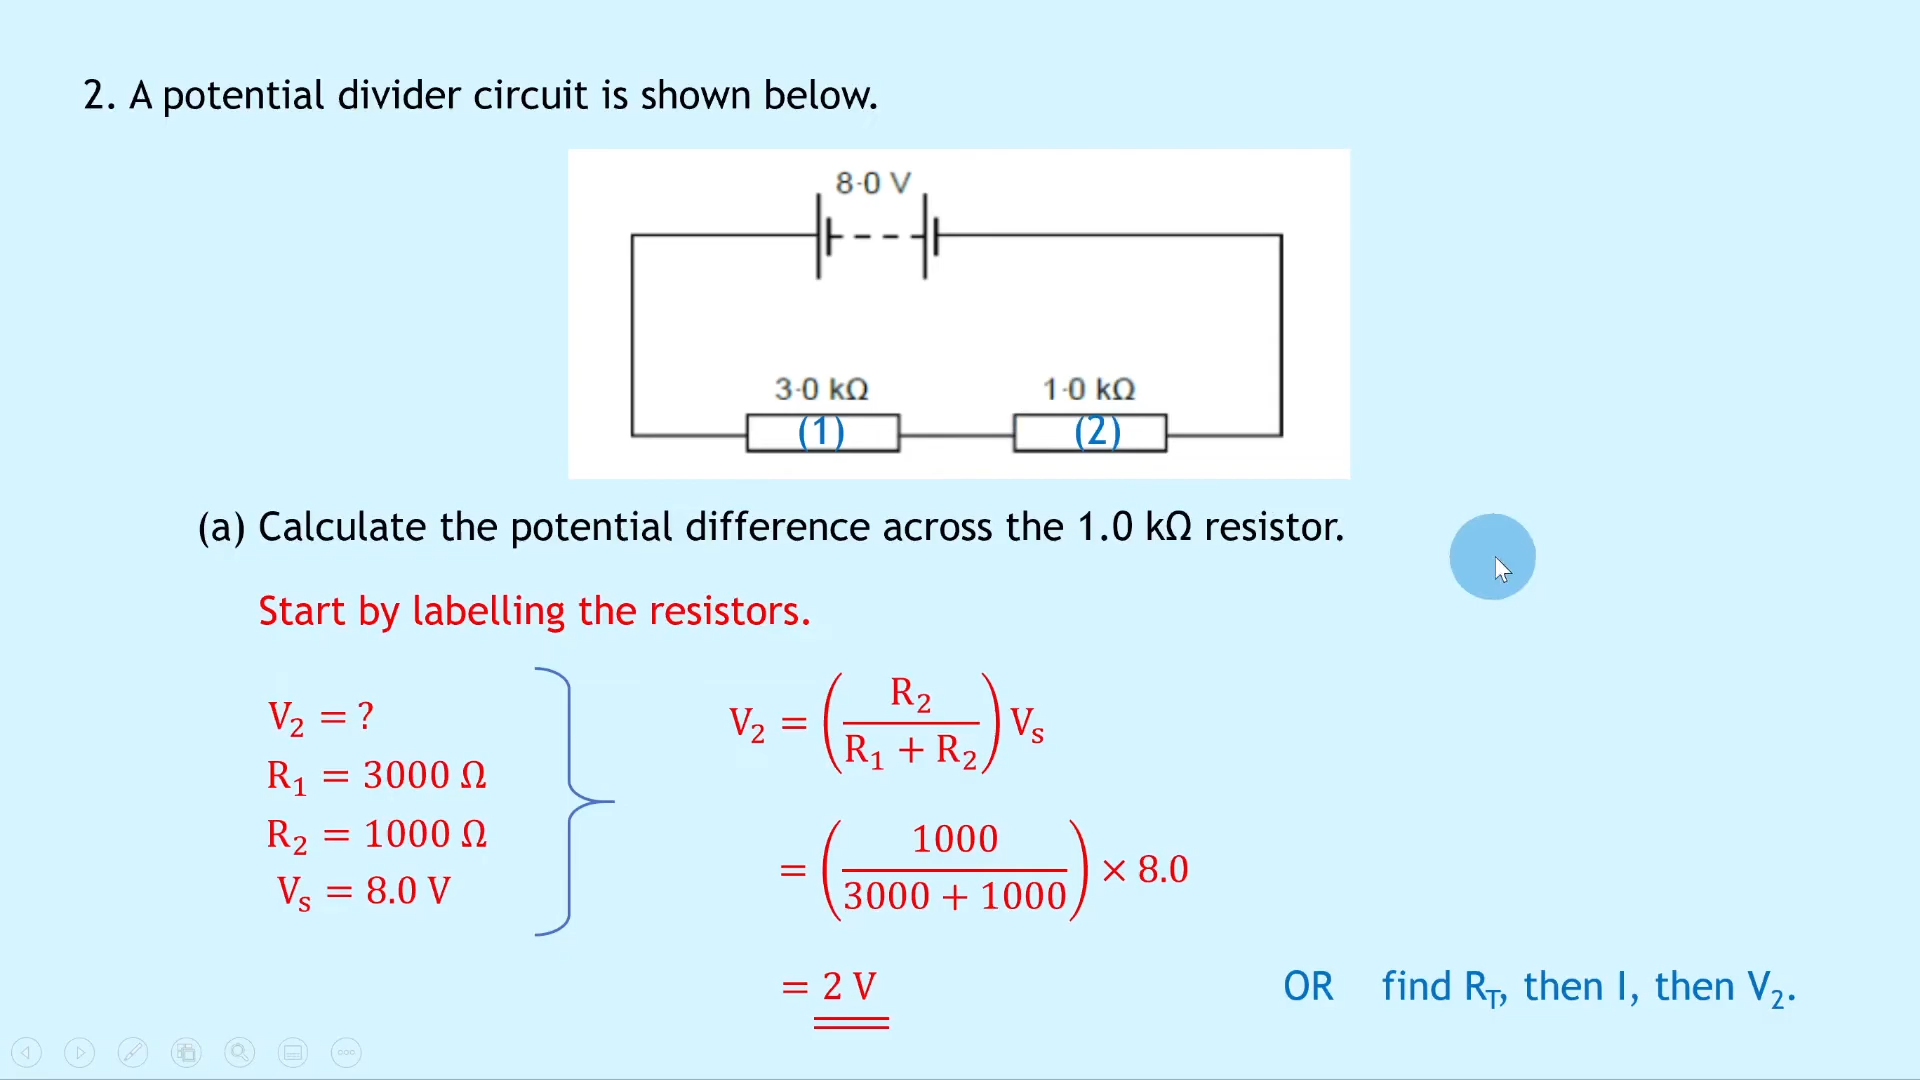 2. A potential divider circuit is shown below.
8·0 V
3·0 kΩ
1·0 kΩ
(1)
(2)
(a) Calculate the potential difference across the 1.0 kΩ resistor.
Start by labelling the resistors.
V₂ = ?
R₁ = 3000 Ω
R₂ = 1000 Ω
Vₛ = 8.0 V
V₂ = (R₂ / (R₁ + R₂)) Vₛ
= (1000 / (3000 + 1000)) × 8.0
= 2 V
OR find R_T, then I, then V₂.